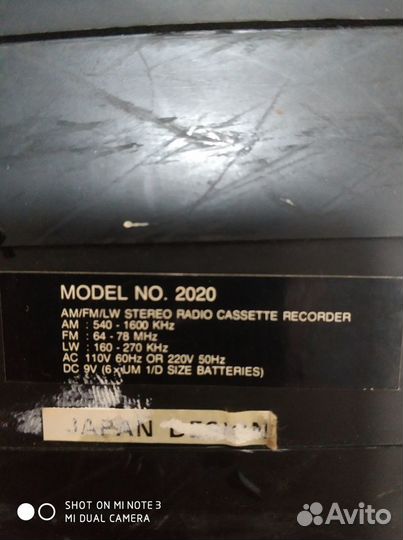 MODEL NO. 2020
AM/FM/LW STEREO RADIO CASSETTE RECORDER
AM : 540 - 1600 KHz
FM : 64 - 78 MHz
LW : 160 - 270 KHz
AC 110V 60Hz OR 220V 50Hz
DC 9V (6×UM 1/D SIZE BATTERIES)
JAPAN DESIGN
SHOT ON MI NOTE 3
MI DUAL CAMERA
Avito